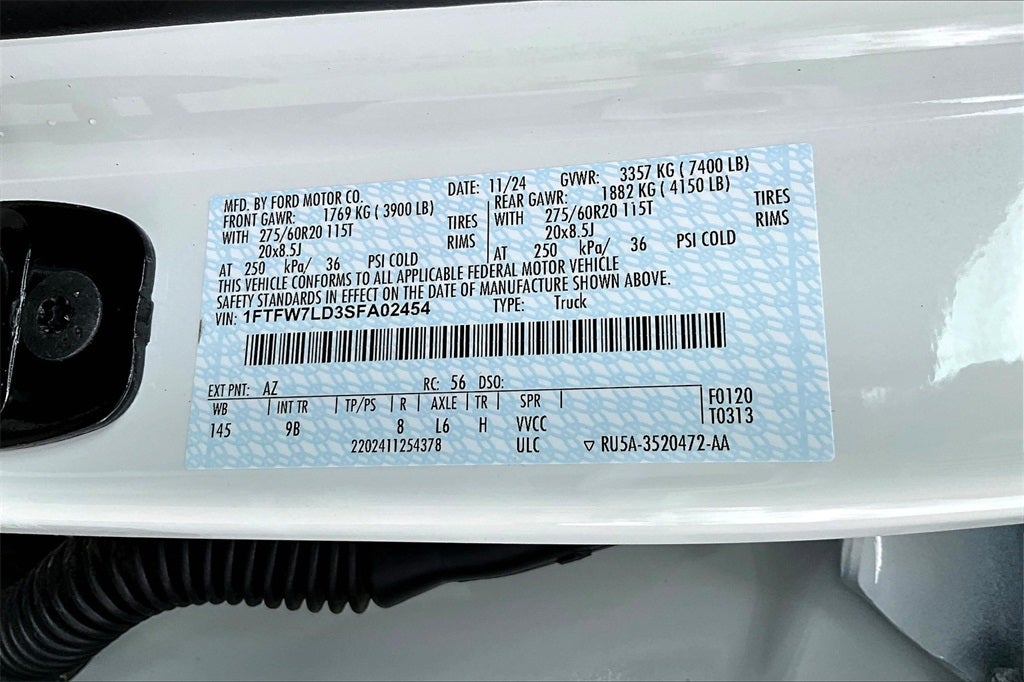 MFD. BY FORD MOTOR CO. DATE: 11/24 GVWR: 3357 KG ( 7400 LB)
FRONT GAWR: 1769 KG ( 3900 LB) REAR GAWR: 1882 KG ( 4150 LB)
WITH 275/60R20 115T TIRES WITH 275/60R20 115T TIRES
20x8.5J RIMS 20x8.5J RIMS
AT 250 kPa/ 36 PSI COLD AT 250 kPa/ 36 PSI COLD
THIS VEHICLE CONFORMS TO ALL APPLICABLE FEDERAL MOTOR VEHICLE
SAFETY STANDARDS IN EFFECT ON THE DATE OF MANUFACTURE SHOWN ABOVE.
VIN: 1FTFW7LD3SFA02454 TYPE: Truck
EXT PNT: AZ RC: 56 DSO:
WB INT TR TP/PS R AXLE TR SPR F0120
145 9B 8 L6 H VVCC T0313
2202411254378 ULC ▽ RU5A-3520472-AA